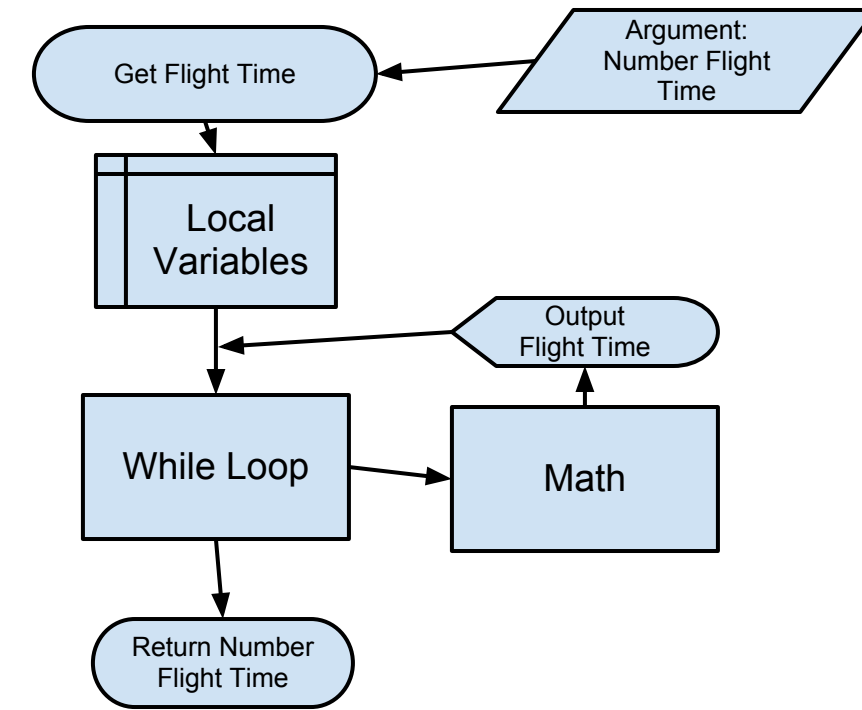 Get Flight Time
Argument:
Number Flight
Time
Local
Variables
Output
Flight Time
While Loop
Math
Return Number
Flight Time